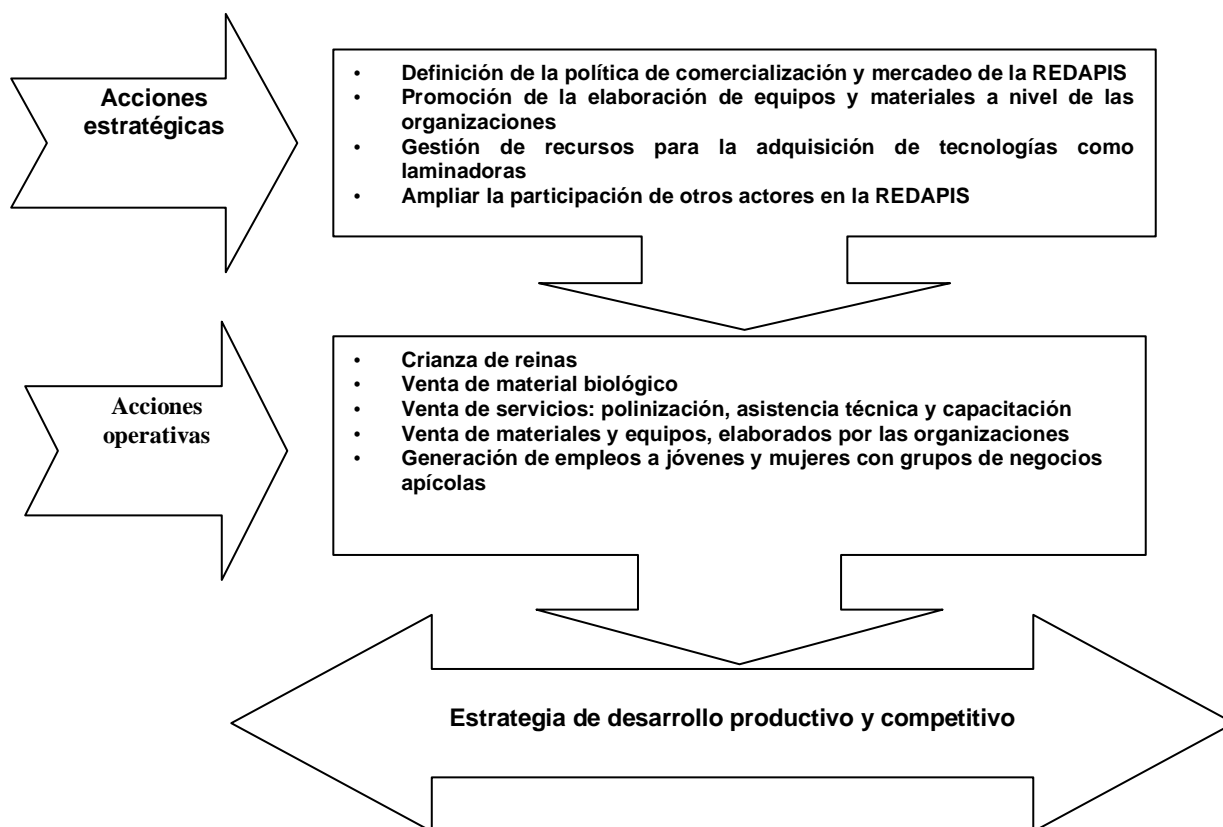 Acciones
estratégicas
• Definición de la política de comercialización y mercadeo de la REDAPIS
• Promoción de la elaboración de equipos y materiales a nivel de las
organizaciones
• Gestión de recursos para la adquisición de tecnologías como
laminadoras
• Ampliar la participación de otros actores en la REDAPIS
Acciones
operativas
• Crianza de reinas
• Venta de material biológico
• Venta de servicios: polinización, asistencia técnica y capacitación
• Venta de materiales y equipos, elaborados por las organizaciones
• Generación de empleos a jóvenes y mujeres con grupos de negocios
apícolas
Estrategia de desarrollo productivo y competitivo